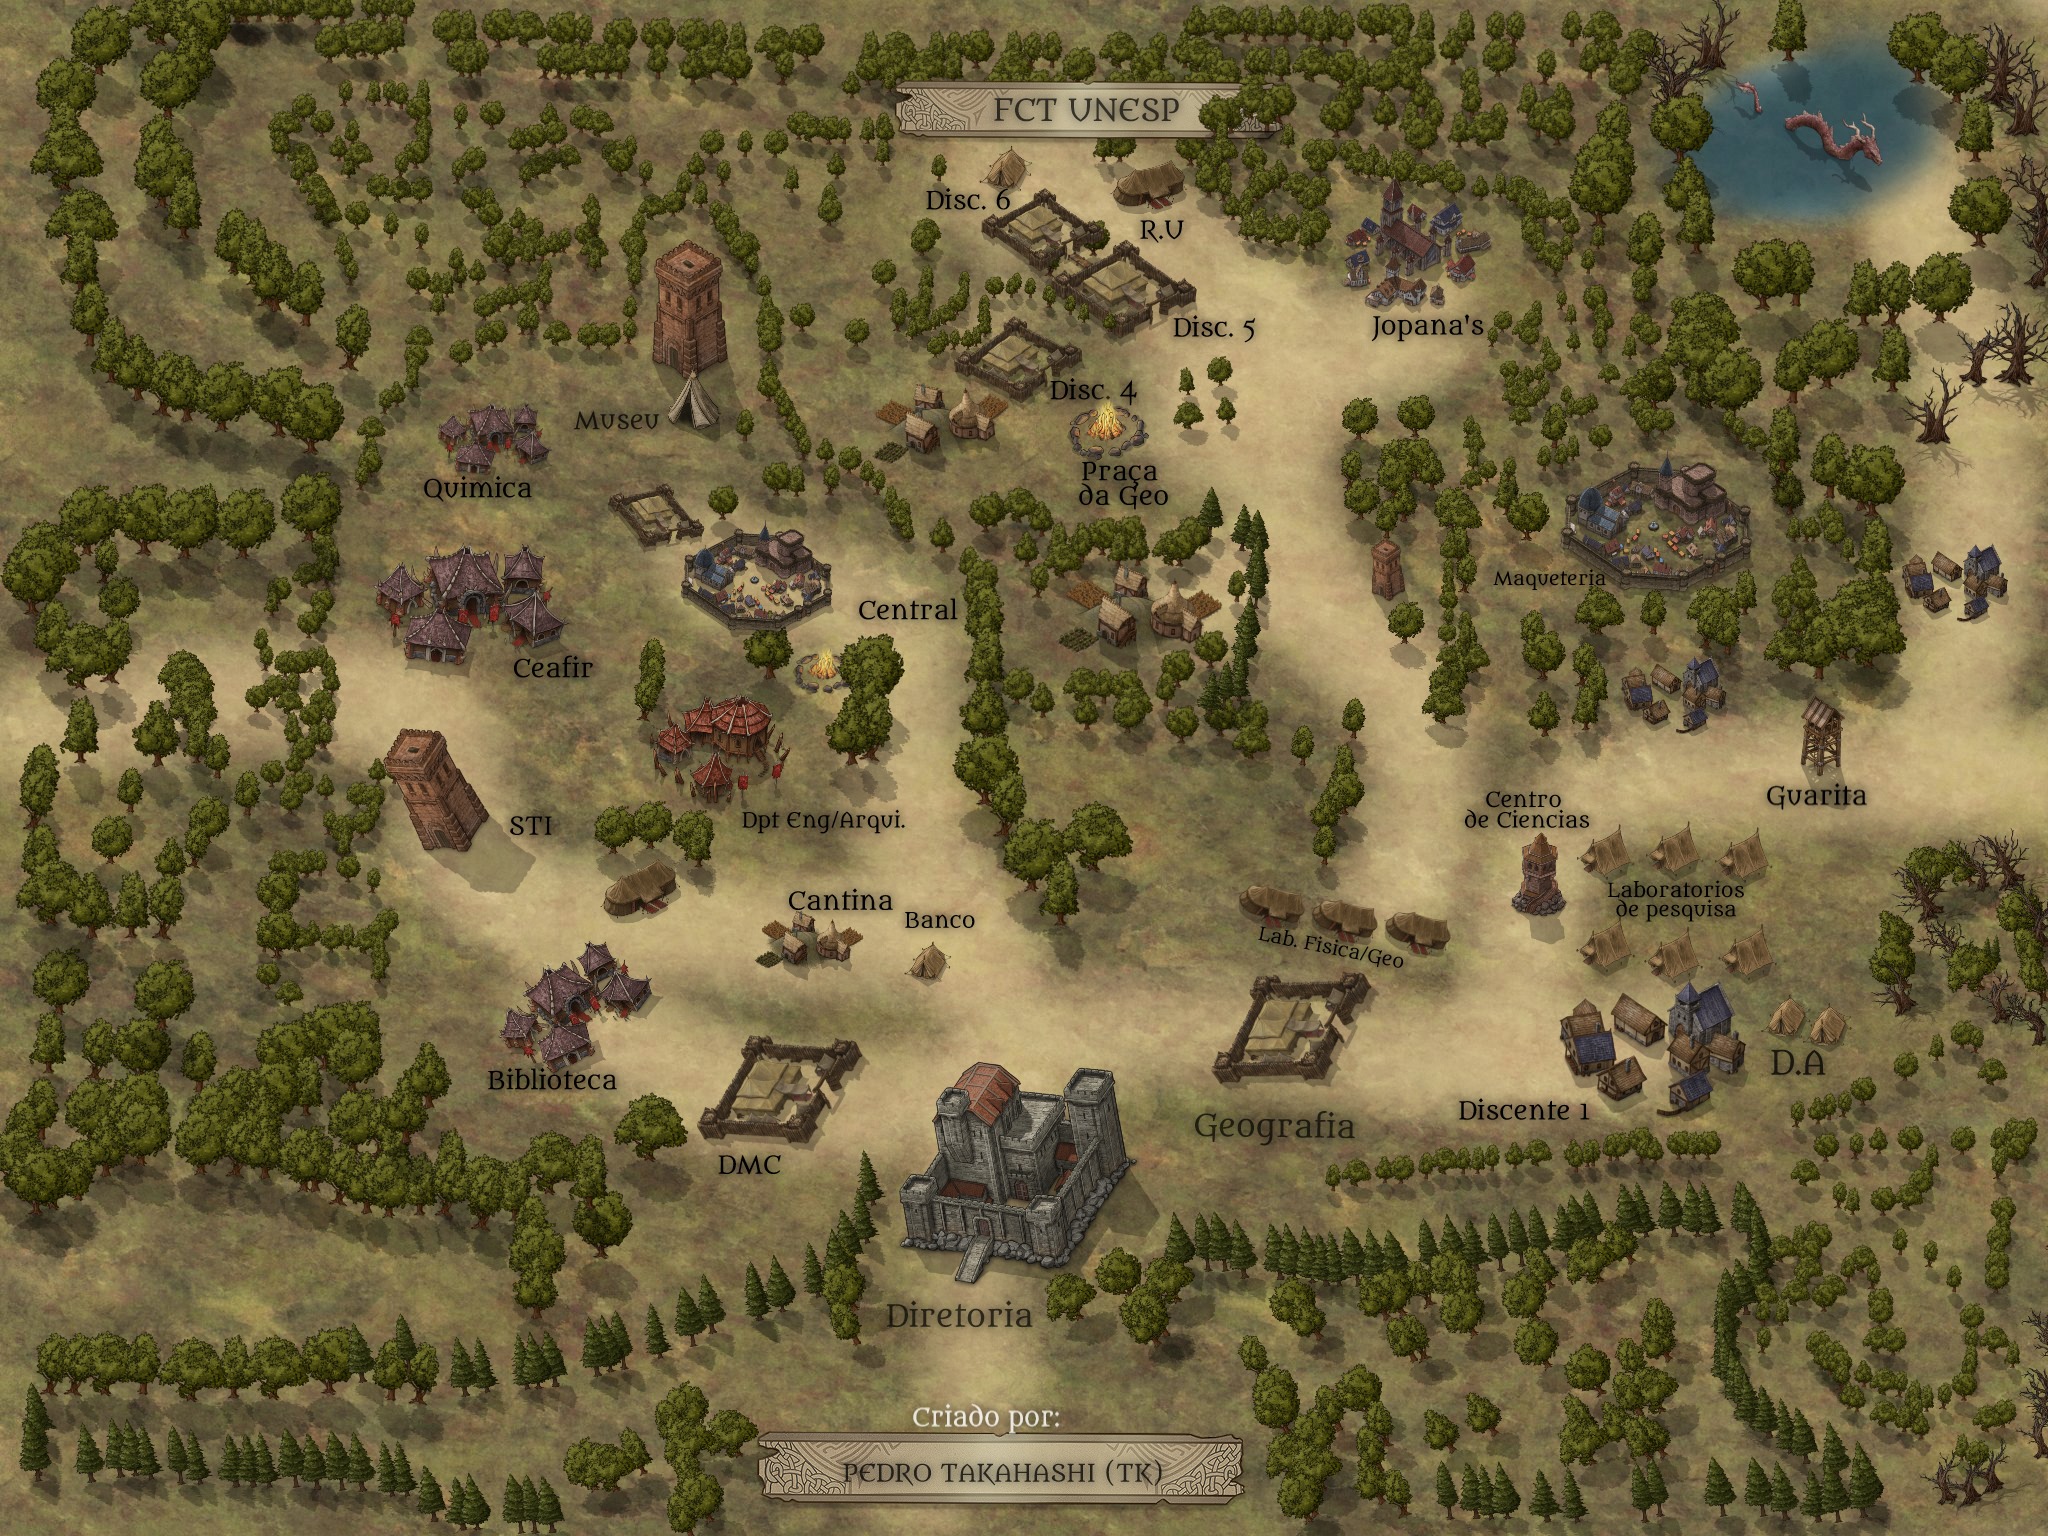 FCT UNESP
Disc. 6
R.U
Disc. 5
Jopana's
Disc. 4
Museu
Praça
da Geo
Quimica
Maqueteria
Central
Ceafir
Guarita
Centro
de Ciencias
Dpt Eng/Arqui.
STI
Laboratorios
de pesquisa
Cantina
Banco
Lab. Fisica/Geo
D.A
Biblioteca
Discente 1
Geografia
DMC
Diretoria
Criado por:
PEDRO TAKAHASHI (TK)